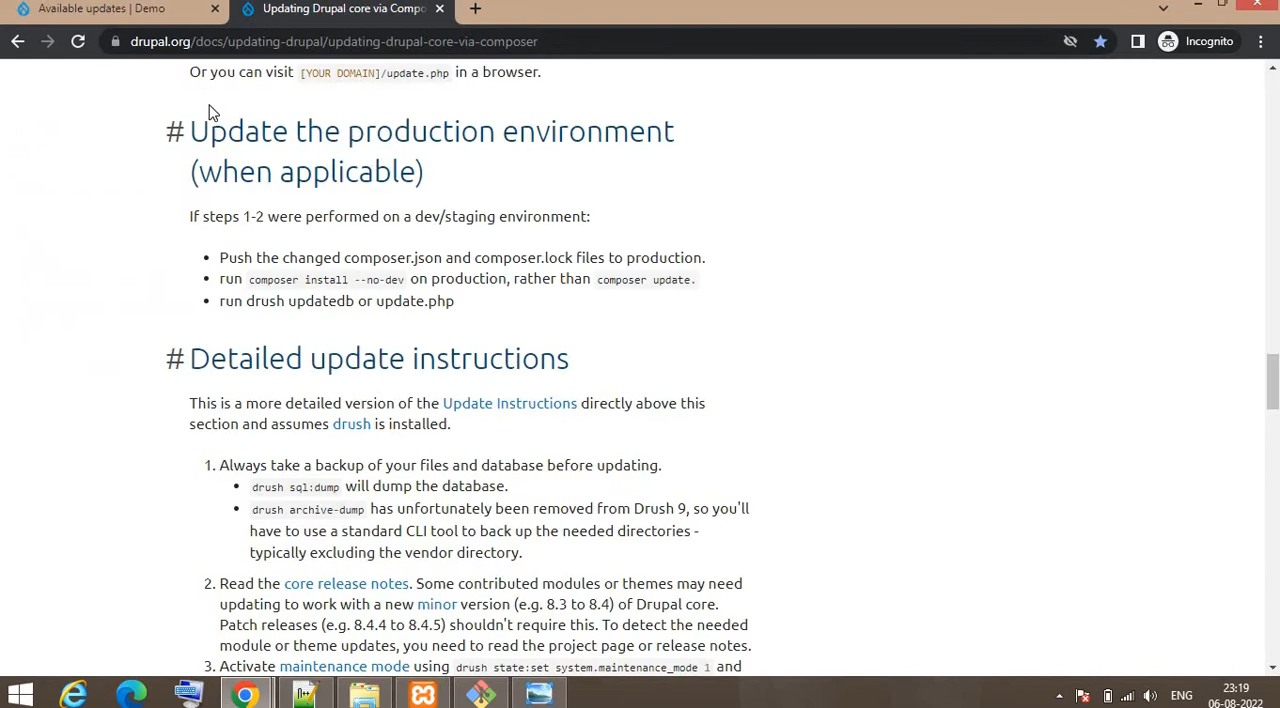 Available updates | Demo
Updating Drupal core via Compo
drupal.org/docs/updating-drupal/updating-drupal-core-via-composer
Incognito
Or you can visit [YOUR DOMAIN]/update.php in a browser.
# Update the production environment
(when applicable)
If steps 1-2 were performed on a dev/staging environment:
• Push the changed composer.json and composer.lock files to production.
• run composer install --no-dev on production, rather than composer update.
• run drush updatedb or update.php
# Detailed update instructions
This is a more detailed version of the Update Instructions directly above this
section and assumes drush is installed.
1. Always take a backup of your files and database before updating.
• drush sql:dump will dump the database.
• drush archive-dump has unfortunately been removed from Drush 9, so you'll
have to use a standard CLI tool to back up the needed directories -
typically excluding the vendor directory.
2. Read the core release notes. Some contributed modules or themes may need
updating to work with a new minor version (e.g. 8.3 to 8.4) of Drupal core.
Patch releases (e.g. 8.4.4 to 8.4.5) shouldn't require this. To detect the needed
module or theme updates, you need to read the project page or release notes.
3. Activate maintenance mode using drush state:set system.maintenance_mode 1 and
ENG
23:19
06-08-2022